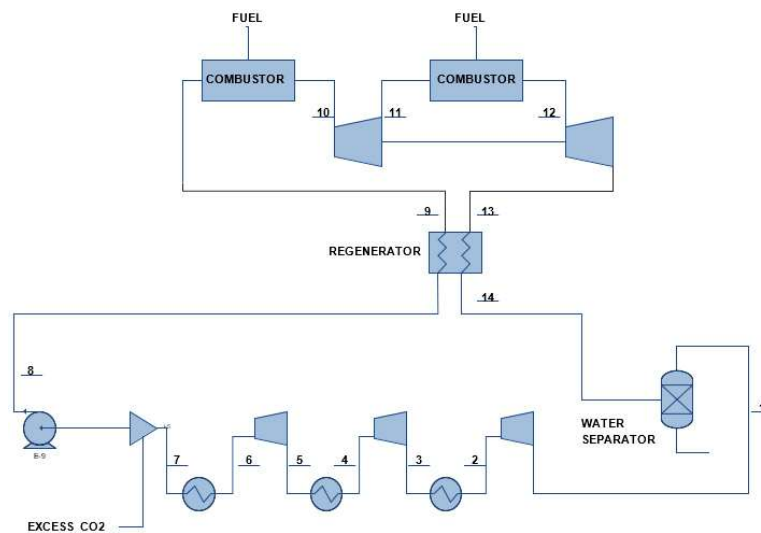 FUEL FUEL
COMBUSTOR COMBUSTOR
10 11 12
9 13
REGENERATOR
14
8
1
WATER
SEPARATOR
7 6 5 4 3 2
EXCESS CO2